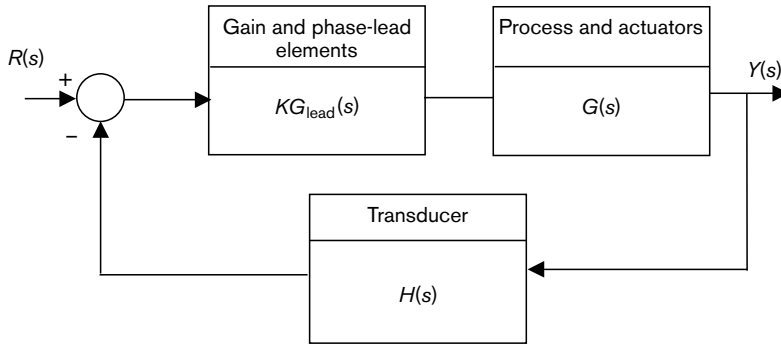 Gain and phase-lead
elements
Process and actuators
R(s)
Y(s)
+
KG_lead(s)
G(s)
−
Transducer
H(s)